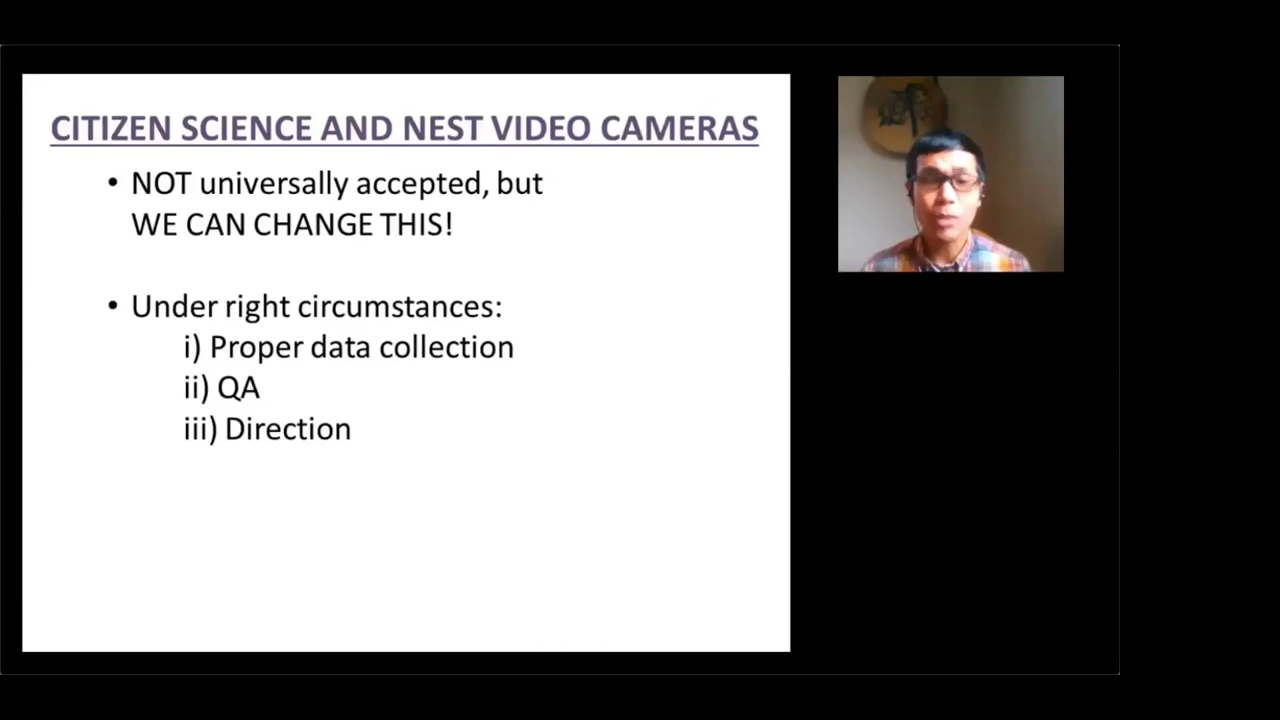 CITIZEN SCIENCE AND NEST VIDEO CAMERAS
• NOT universally accepted, but
WE CAN CHANGE THIS!
• Under right circumstances:
i) Proper data collection
ii) QA
iii) Direction